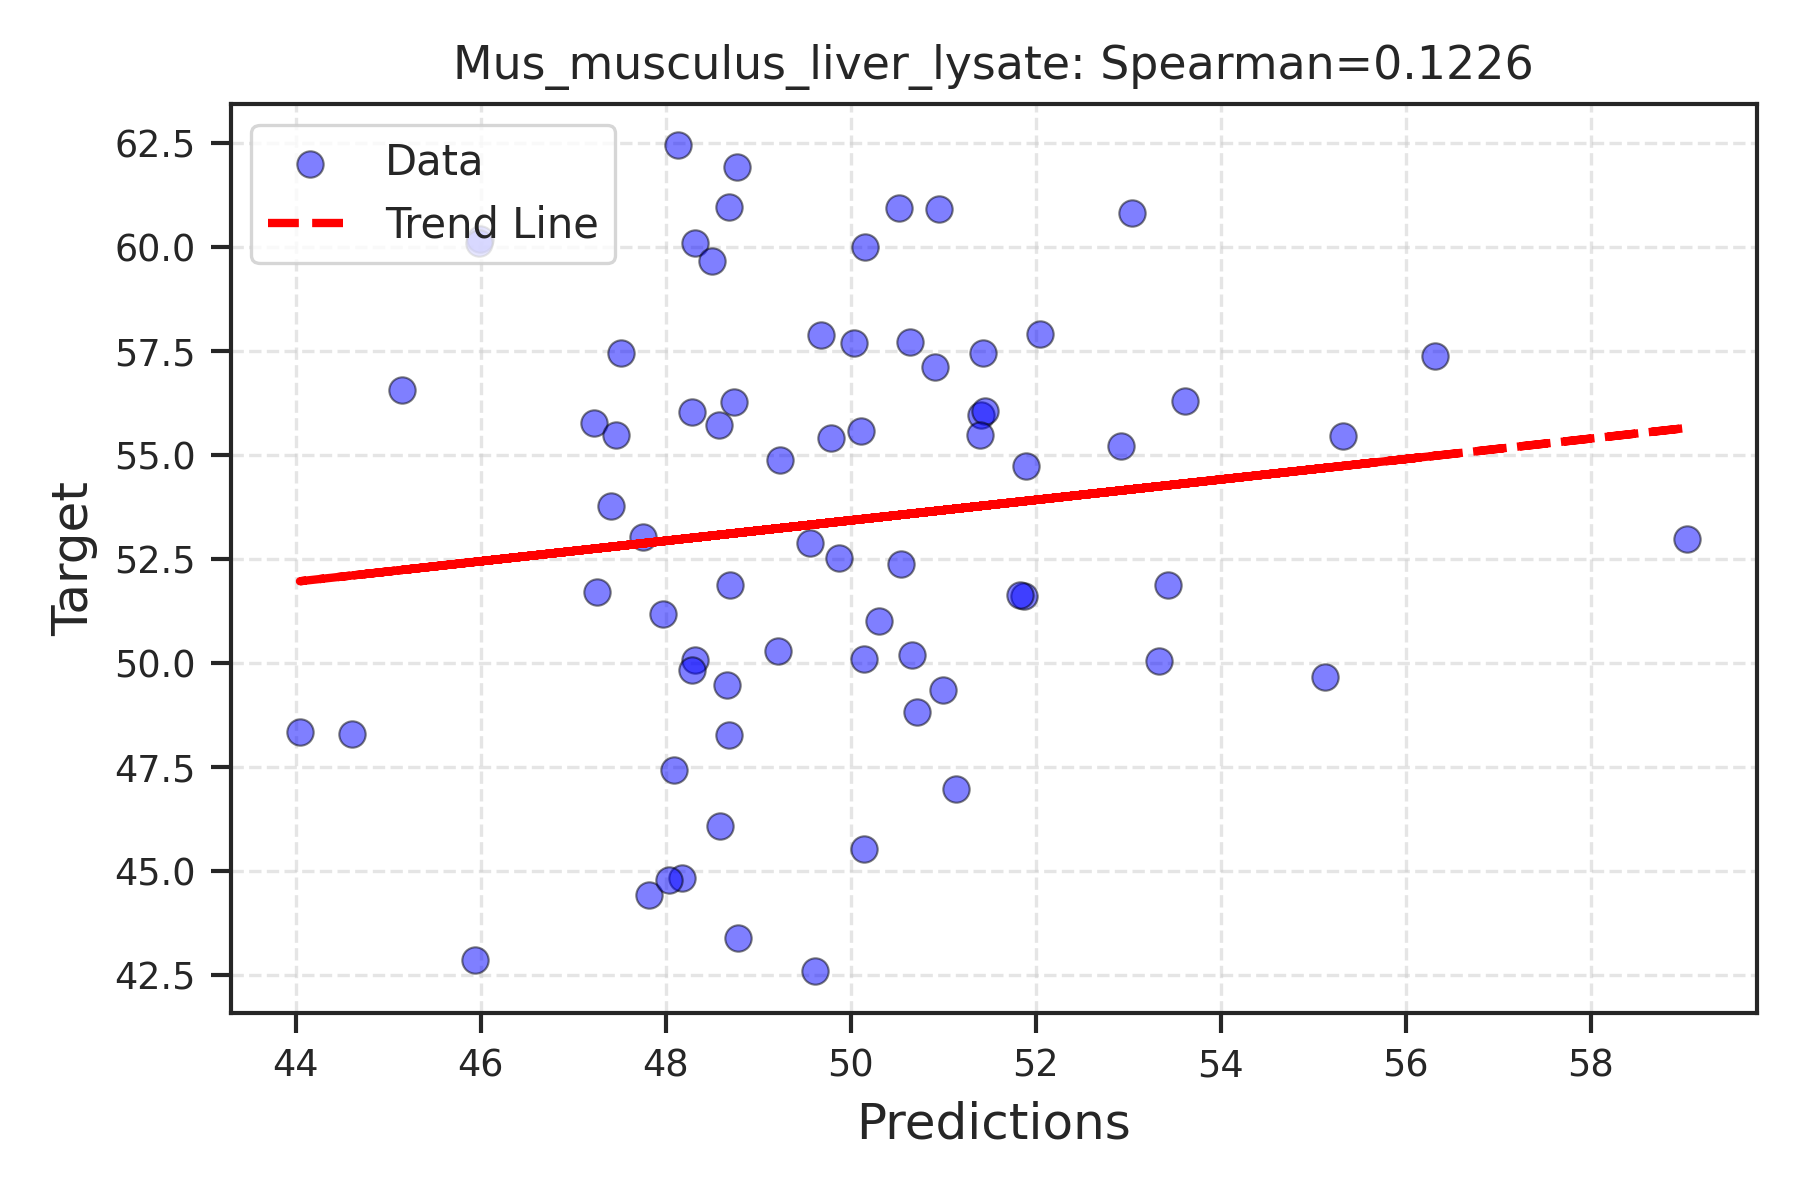 Mus_musculus_liver_lysate: Spearman=0.1226
Data
Trend Line
62.5
60.0
57.5
55.0
52.5
50.0
47.5
45.0
42.5
Target
44 46 48 50 52 54 56 58
Predictions